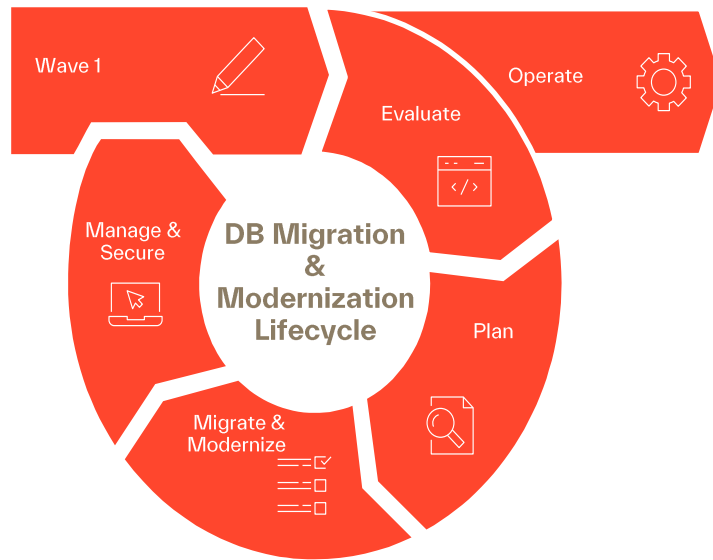 Wave 1
Operate
Evaluate
Manage &
Secure
DB Migration
&
Modernization
Lifecycle
Plan
Migrate &
Modernize